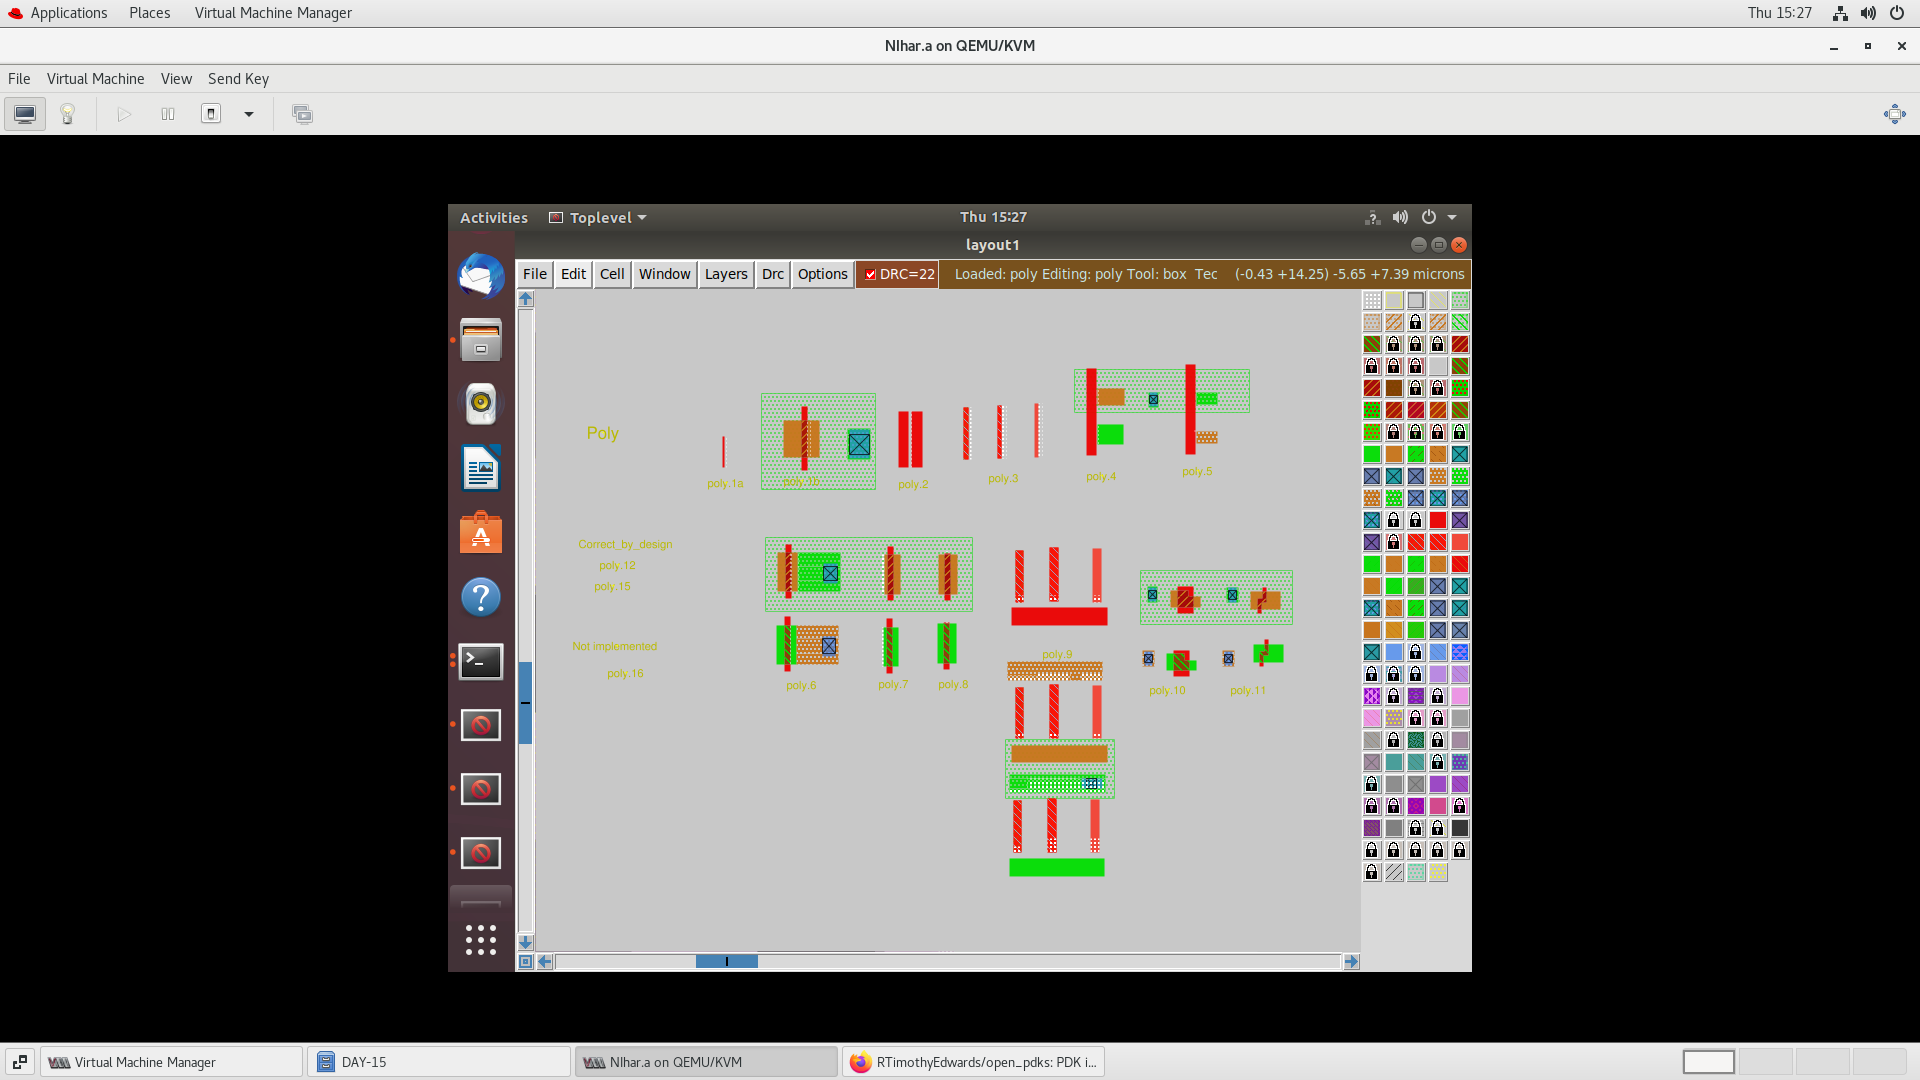 Applications Places Virtual Machine Manager Thu 15:27
NIhar.a on QEMU/KVM
File Virtual Machine View Send Key
Activities Toplevel Thu 15:27
layout1
File Edit Cell Window Layers Drc Options DRC=22 Loaded: poly Editing: poly Tool: box Tec (-0.43 +14.25) -5.65 +7.39 microns
Poly
poly.1a
poly.1b
poly.2
poly.3
poly.4
poly.5
Correct_by_design
poly.12
poly.15
Not implemented
poly.16
poly.6
poly.7
poly.8
poly.9
poly.10
poly.11
Virtual Machine Manager DAY-15 NIhar.a on QEMU/KVM RTimothyEdwards/open_pdks: PDK i...